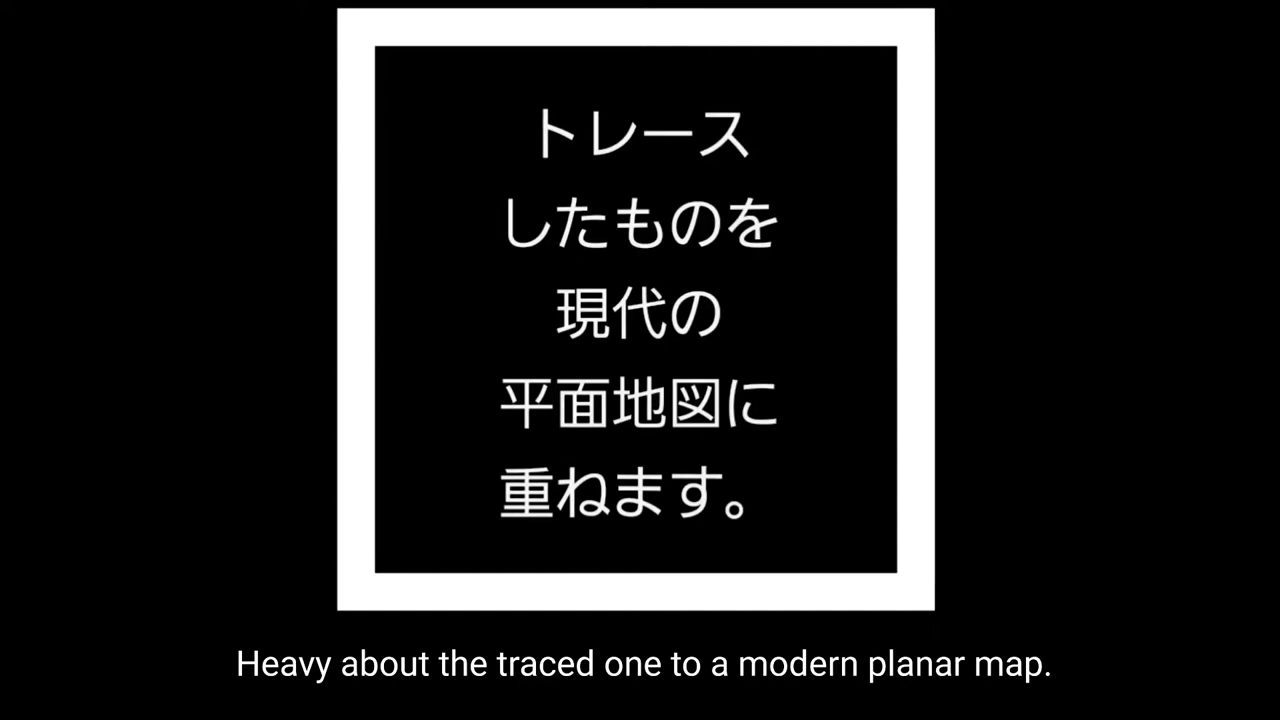 トレース
したものを
現代の
平面地図に
重ねます。
Heavy about the traced one to a modern planar map.